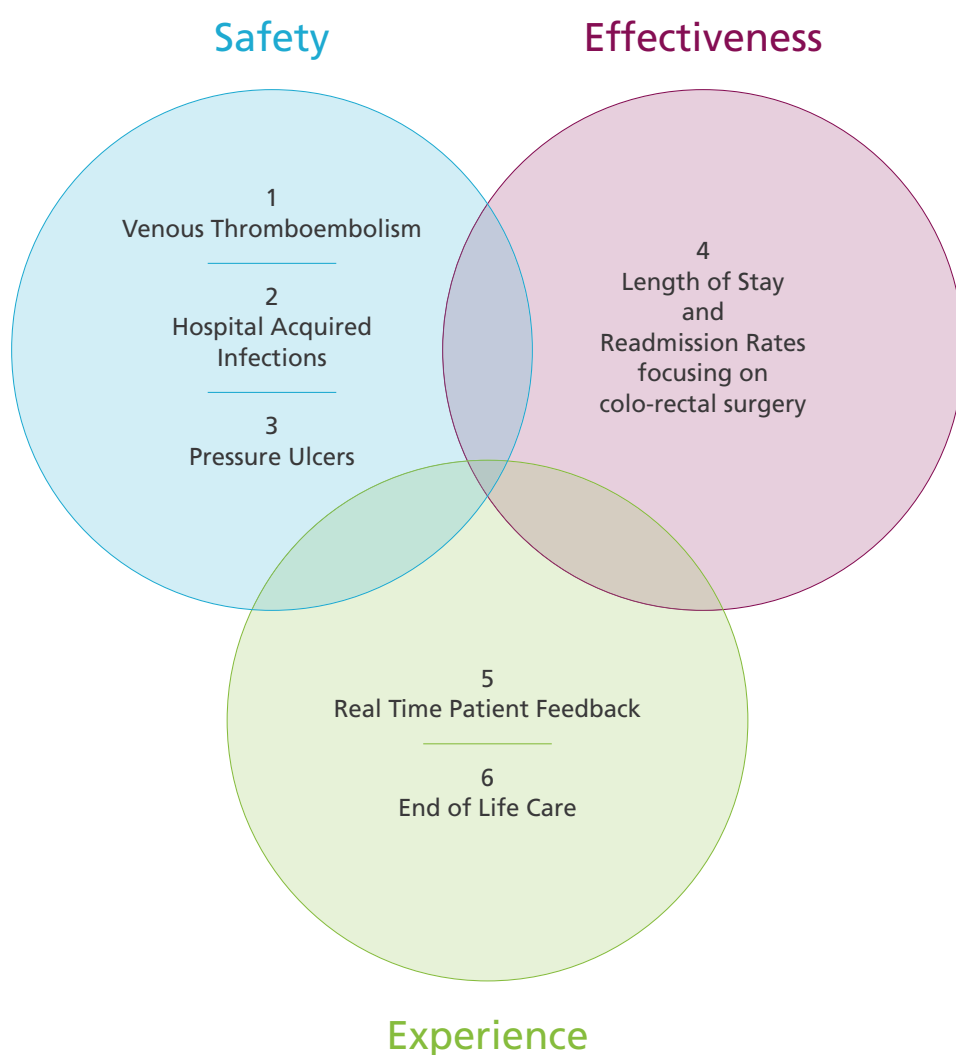 Safety
Effectiveness
1
Venous Thromboembolism
2
Hospital Acquired
Infections
3
Pressure Ulcers
4
Length of Stay
and
Readmission Rates
focusing on
colo-rectal surgery
5
Real Time Patient Feedback
6
End of Life Care
Experience